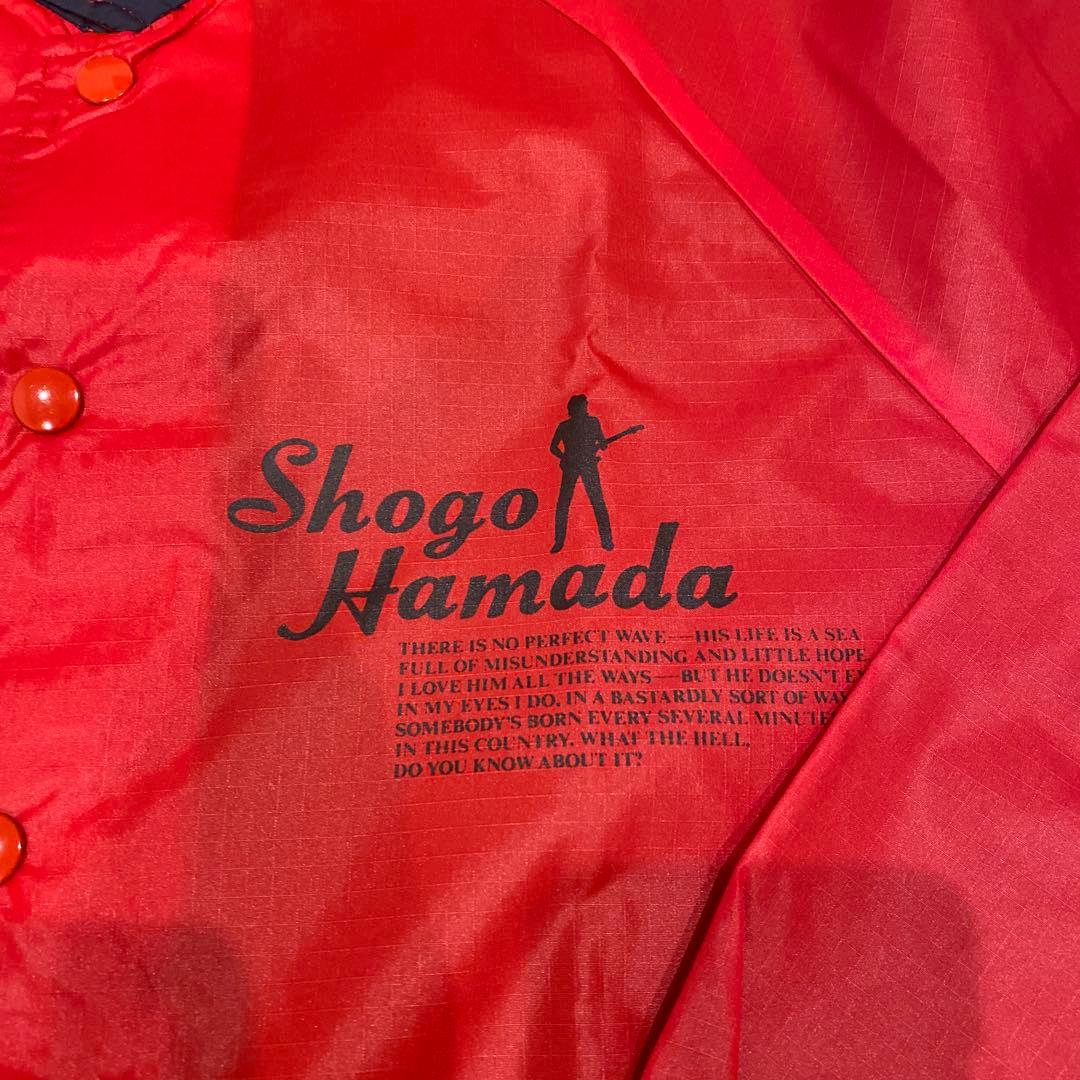 Shogo
Hamada
THERE IS NO PERFECT WAVE—HIS LIFE IS A SEA
FULL OF MISUNDERSTANDING AND LITTLE HOPE
I LOVE HIM ALL THE WAYS—BUT HE DOESN'T
IN MY EYES I DO. IN A BASTARDLY SORT OF
SOMEBODY'S BORN EVERY SEVERAL
IN THIS COUNTRY. WHAT THE HELL,
DO YOU KNOW ABOUT IT?